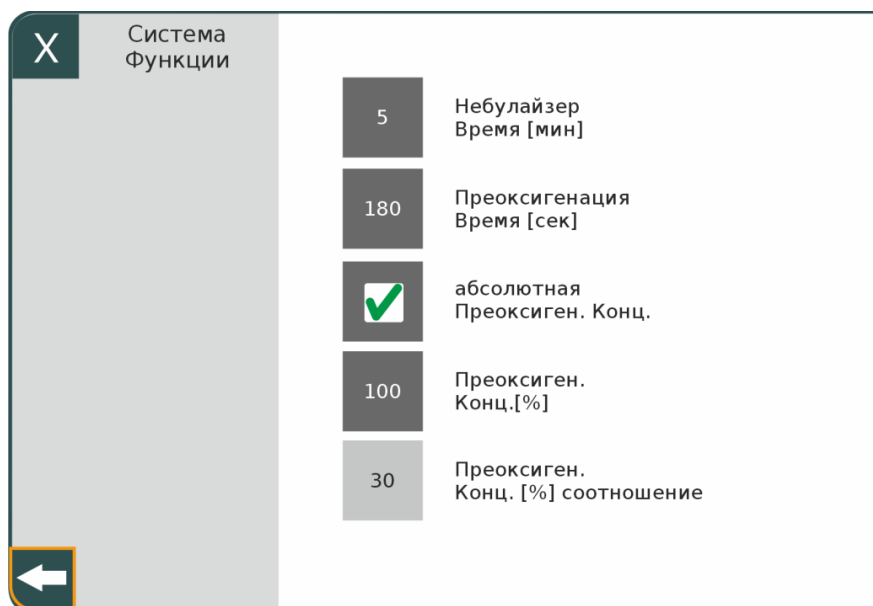 X
Система
Функции
5
Небулайзер
Время [мин]
180
Преоксигенация
Время [сек]
абсолютная
Преоксиген. Конц.
100
Преоксиген.
Конц.[%]
30
Преоксиген.
Конц. [%] соотношение